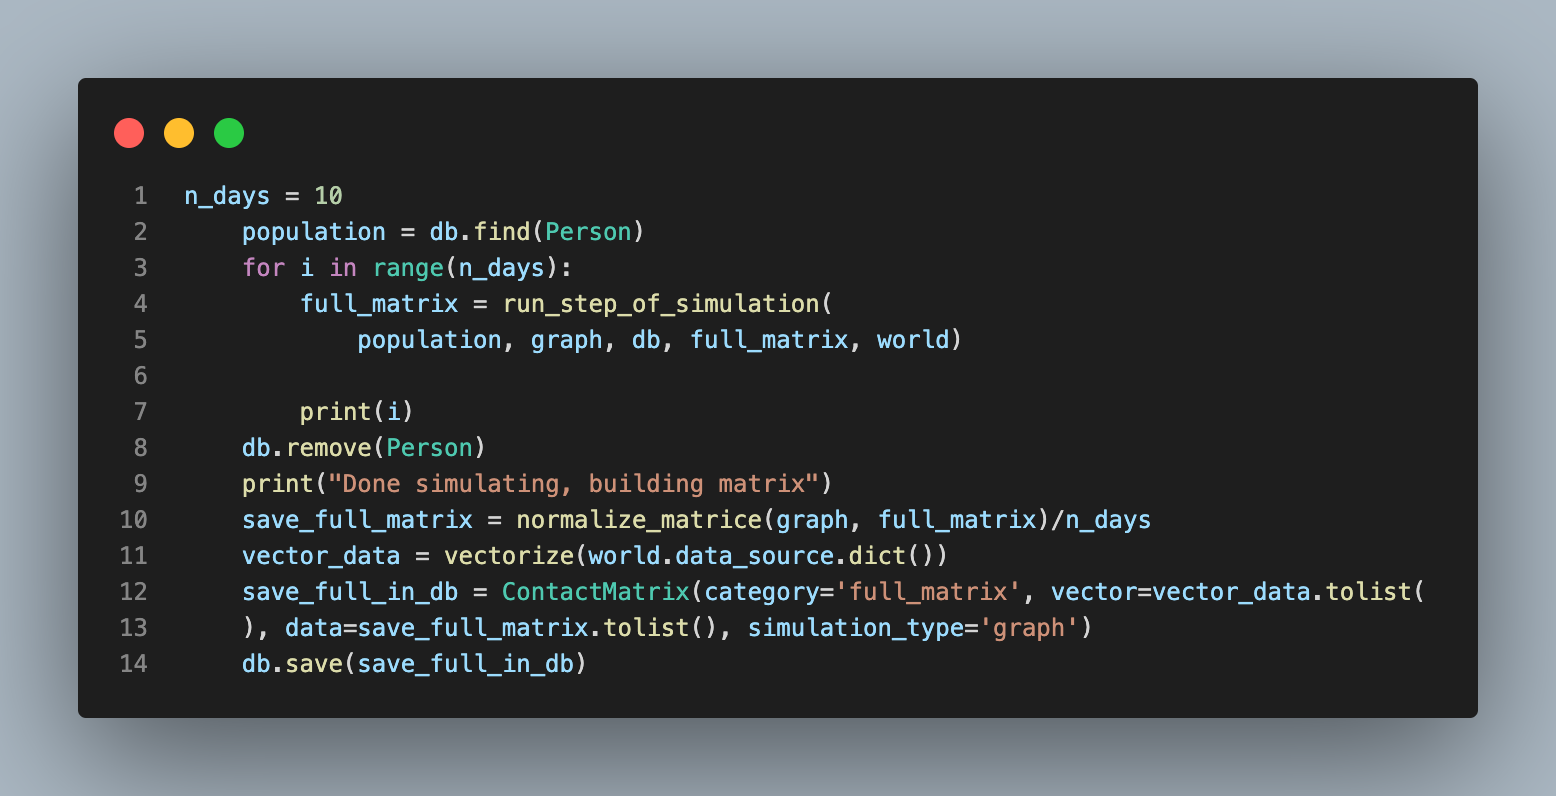 1 n_days = 10
2     population = db.find(Person)
3     for i in range(n_days):
4         full_matrix = run_step_of_simulation(
5             population, graph, db, full_matrix, world)
6
7         print(i)
8     db.remove(Person)
9     print("Done simulating, building matrix")
10     save_full_matrix = normalize_matrice(graph, full_matrix)/n_days
11     vector_data = vectorize(world.data_source.dict())
12     save_full_in_db = ContactMatrix(category='full_matrix', vector=vector_data.tolist(
13     ), data=save_full_matrix.tolist(), simulation_type='graph')
14     db.save(save_full_in_db)